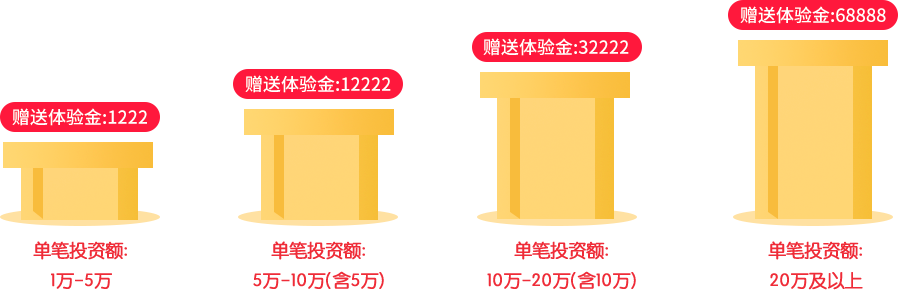 赠送体验金:1222
单笔投资额:
1万-5万
赠送体验金:12222
单笔投资额:
5万-10万(含5万)
赠送体验金:32222
单笔投资额:
10万-20万(含10万)
赠送体验金:68888
单笔投资额:
20万及以上